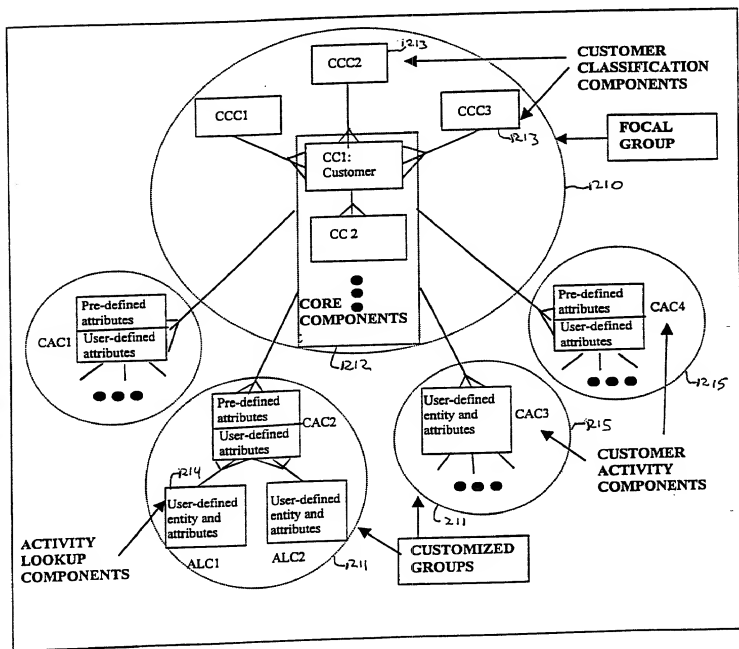 1213
CCC2
CUSTOMER
CLASSIFICATION
COMPONENTS
CCC1
CCC3
1213
FOCAL
GROUP
CC1:
Customer
1210
CC 2
CORE
COMPONENTS
1212
Pre-defined
attributes
User-defined
attributes
CAC1
Pre-defined
attributes
User-defined
attributes
CAC4
1215
Pre-defined
attributes
User-defined
attributes
CAC2
User-defined
entity and
attributes
CAC3
1215
CUSTOMER
ACTIVITY
COMPONENTS
1214
User-defined
entity and
attributes
User-defined
entity and
attributes
1211
ACTIVITY
LOOKUP
COMPONENTS
ALC1
ALC2
1211
CUSTOMIZED
GROUPS